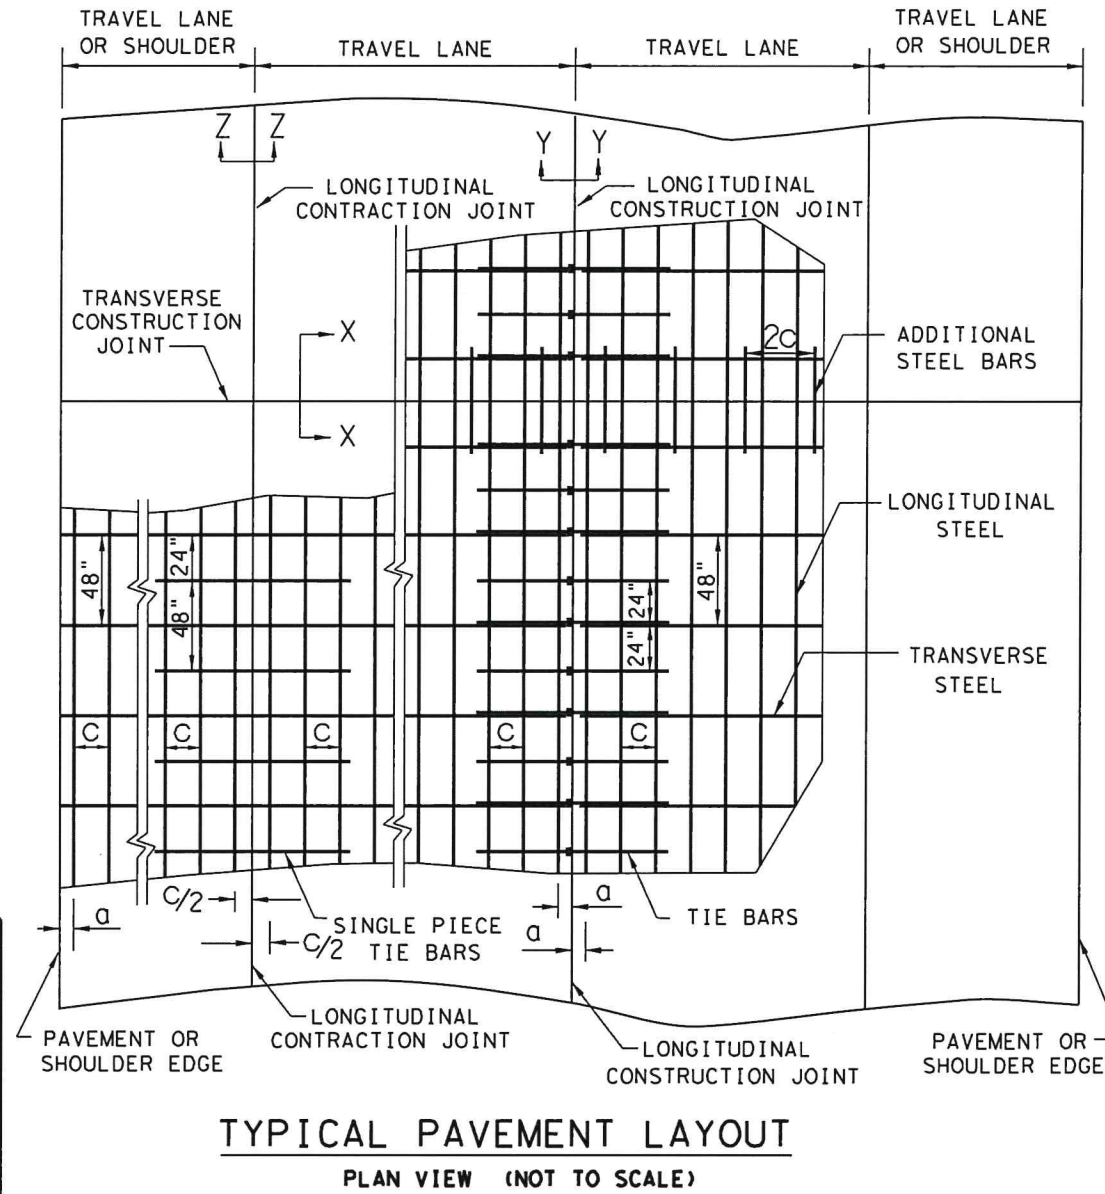 TRAVEL LANE
OR SHOULDER
TRAVEL LANE
TRAVEL LANE
TRAVEL LANE
OR SHOULDER
Z Z
Y Y
LONGITUDINAL
CONTRACTION JOINT
LONGITUDINAL
CONSTRUCTION JOINT
TRANSVERSE
CONSTRUCTION
JOINT
X
X
2C
ADDITIONAL
STEEL BARS
LONGITUDINAL
STEEL
48"
24"
48"
24"
24"
48"
TRANSVERSE
STEEL
C
C
C
C
C
a
C/2
C/2
SINGLE PIECE
TIE BARS
a
a
TIE BARS
PAVEMENT OR
SHOULDER EDGE
LONGITUDINAL
CONTRACTION JOINT
LONGITUDINAL
CONSTRUCTION JOINT
PAVEMENT OR
SHOULDER EDGE
TYPICAL PAVEMENT LAYOUT
PLAN VIEW (NOT TO SCALE)